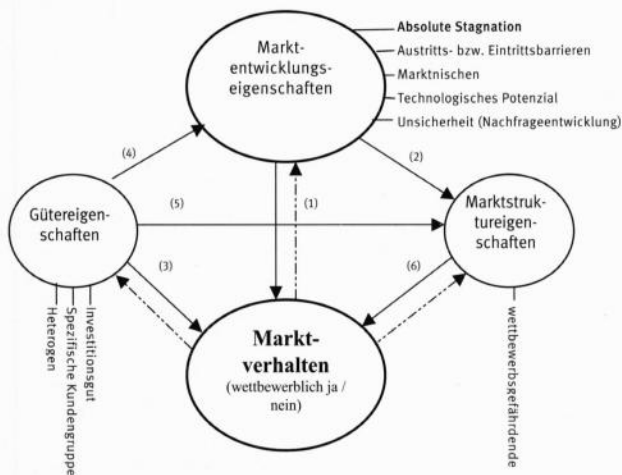 Markt-
entwicklungs-
eigenschaften
Absolute Stagnation
Austritts- bzw. Eintrittsbarrieren
Marktnischen
Technologisches Potenzial
Unsicherheit (Nachfrageentwicklung)
(4)
(2)
Gütereigen-
schaften
(5)
(1)
Marktstruk-
tureigen-
schaften
(3)
(6)
Markt-
verhalten
(wettbewerblich ja /
nein)
Heterogen
Spezifische Kundengruppe
Investitionsgut
wettbewerbsgefährdende